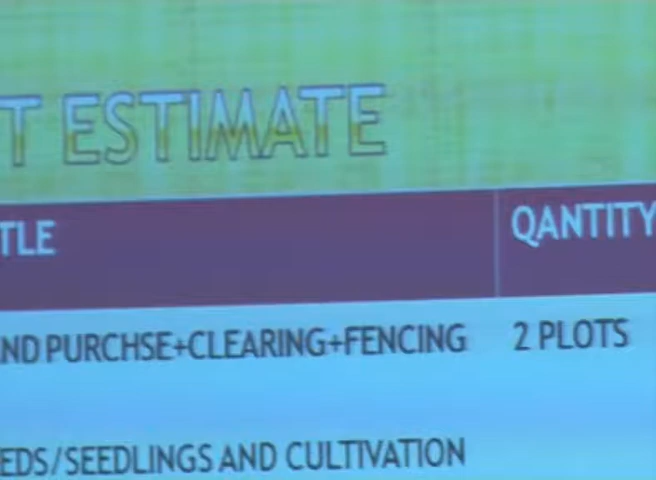 T ESTIMATE
TLE QANTITY
ND PURCHSE+CLEARING+FENCING 2 PLOTS
EDS/SEEDLINGS AND CULTIVATION